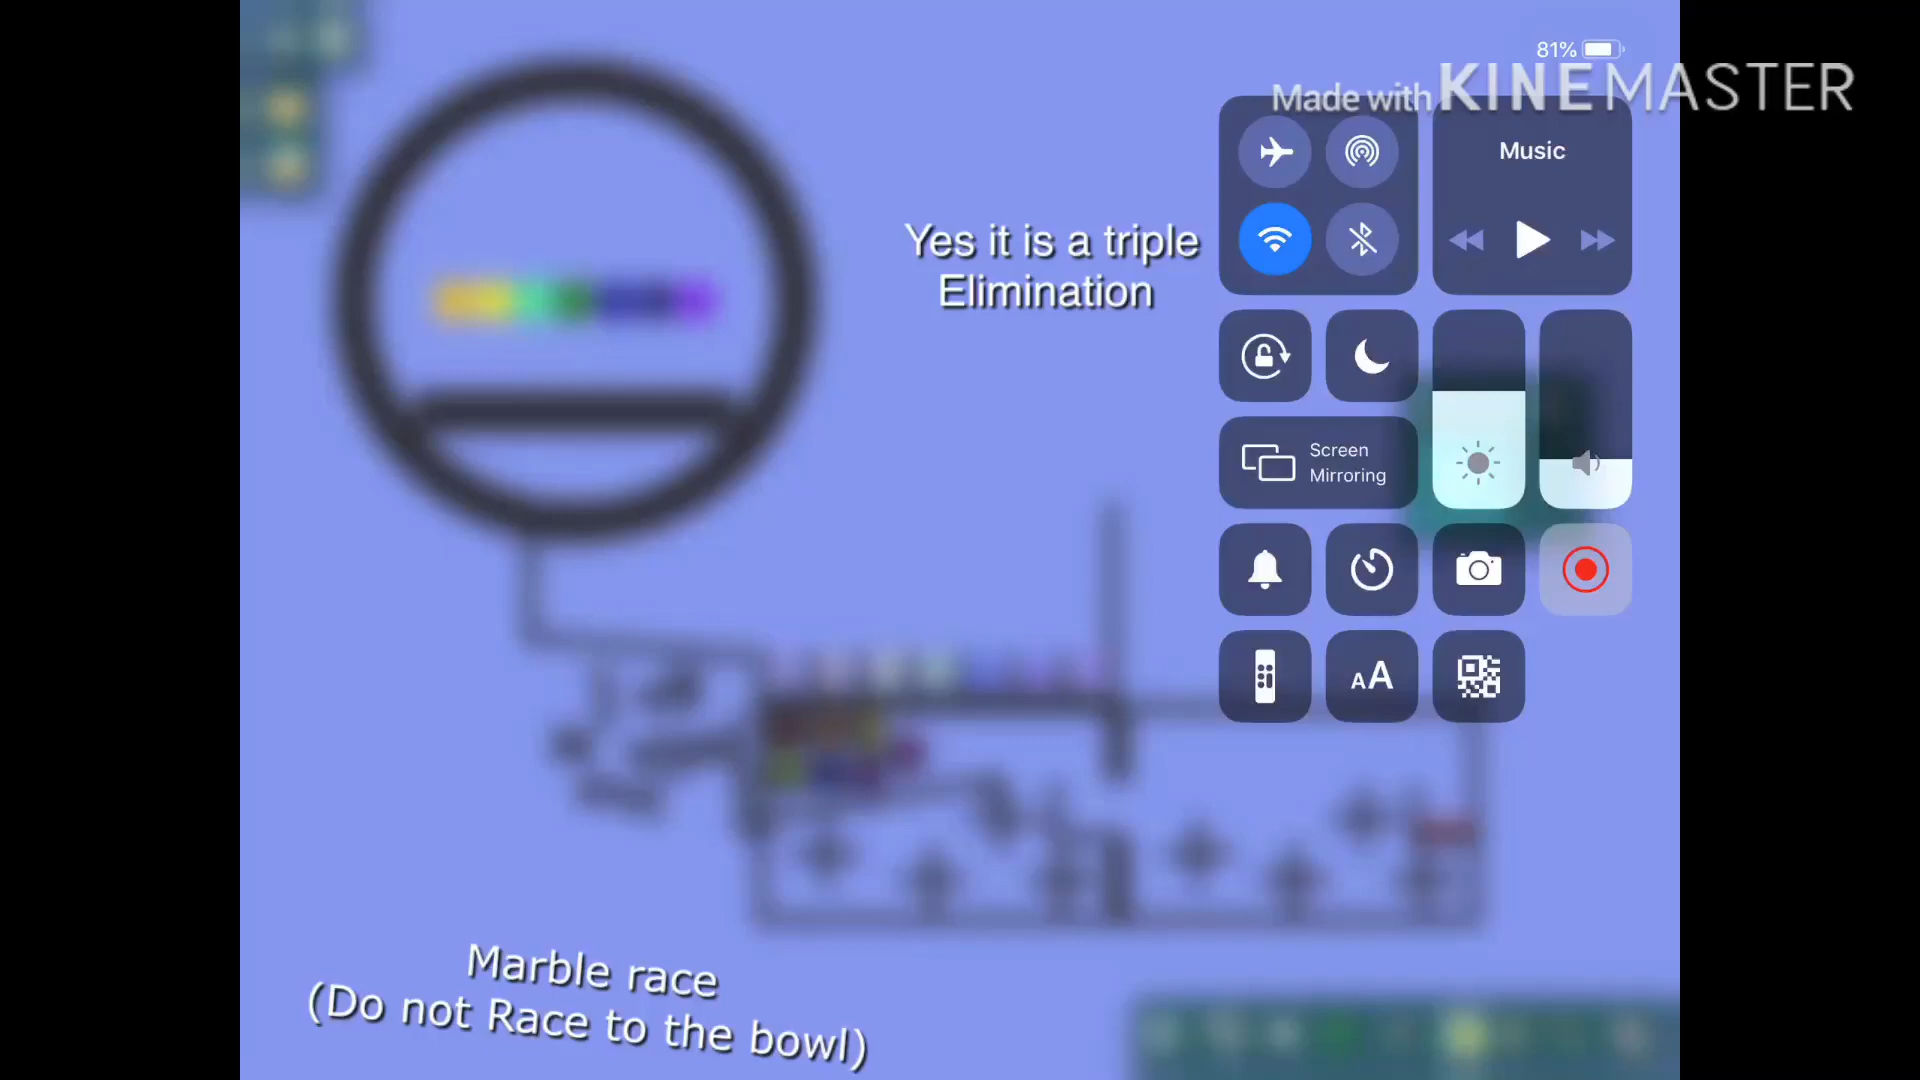 81%
Made with KINEMASTER
Music
Yes it is a triple
Elimination
Screen
Mirroring
AA
Marble race
(Do not Race to the bowl)